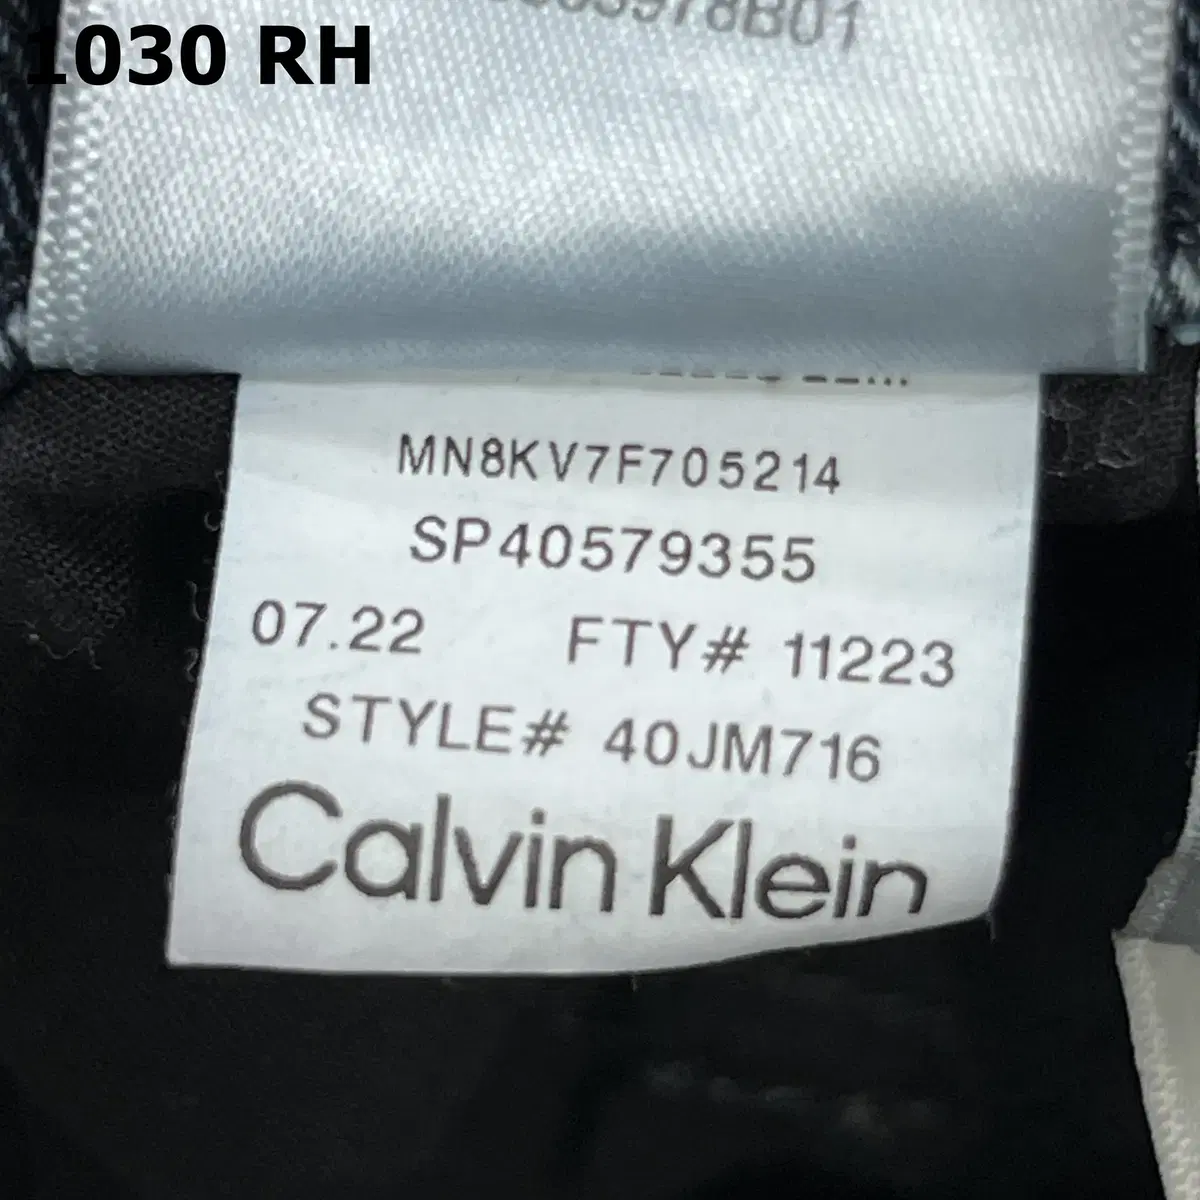 1030 RH
MN8KV7F705214
SP40579355
07.22 FTY# 11223
STYLE# 40JM716
Calvin Klein